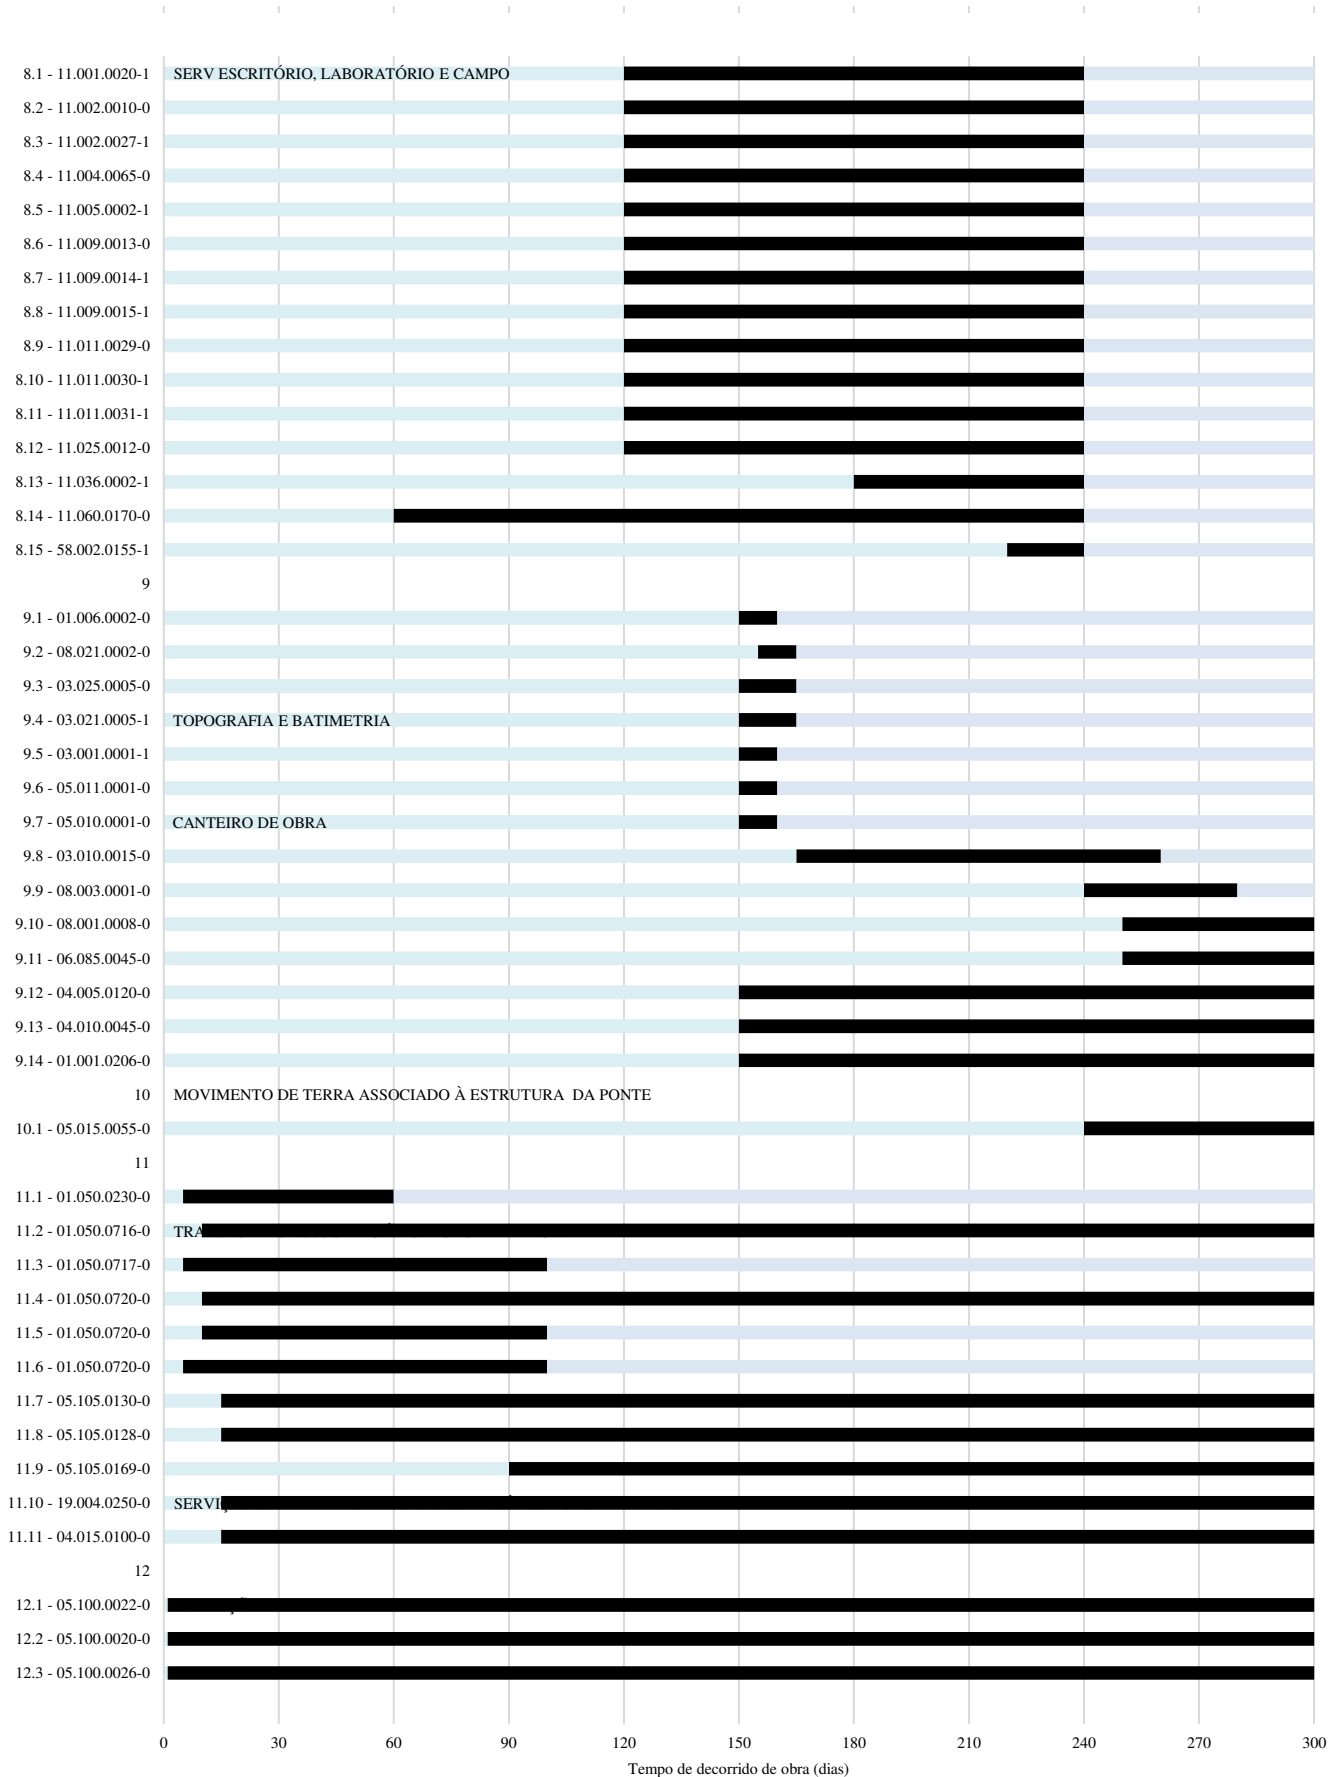 8.1 - 11.001.0020-1 SERV ESCRITÓRIO, LABORATÓRIO E CAMPO
8.2 - 11.002.0010-0
8.3 - 11.002.0027-1
8.4 - 11.004.0065-0
8.5 - 11.005.0002-1
8.6 - 11.009.0013-0
8.7 - 11.009.0014-1
8.8 - 11.009.0015-1
8.9 - 11.011.0029-0
8.10 - 11.011.0030-1
8.11 - 11.011.0031-1
8.12 - 11.025.0012-0
8.13 - 11.036.0002-1
8.14 - 11.060.0170-0
8.15 - 58.002.0155-1
9
9.1 - 01.006.0002-0
9.2 - 08.021.0002-0
9.3 - 03.025.0005-0
9.4 - 03.021.0005-1 TOPOGRAFIA E BATIMETRIA
9.5 - 03.001.0001-1
9.6 - 05.011.0001-0
9.7 - 05.010.0001-0 CANTEIRO DE OBRA
9.8 - 03.010.0015-0
9.9 - 08.003.0001-0
9.10 - 08.001.0008-0
9.11 - 06.085.0045-0
9.12 - 04.005.0120-0
9.13 - 04.010.0045-0
9.14 - 01.001.0206-0
10 MOVIMENTO DE TERRA ASSOCIADO À ESTRUTURA DA PONTE
10.1 - 05.015.0055-0
11
11.1 - 01.050.0230-0
11.2 - 01.050.0716-0
11.3 - 01.050.0717-0
11.4 - 01.050.0720-0
11.5 - 01.050.0720-0
11.6 - 01.050.0720-0
11.7 - 05.105.0130-0
11.8 - 05.105.0128-0
11.9 - 05.105.0169-0
11.10 - 19.004.0250-0
11.11 - 04.015.0100-0
12
12.1 - 05.100.0022-0
12.2 - 05.100.0020-0
12.3 - 05.100.0026-0
0 30 60 90 120 150 180 210 240 270 300
Tempo de decorrido de obra (dias)